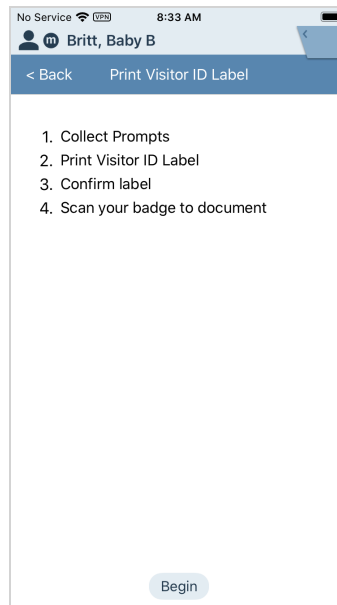 No Service VPN 8:33 AM
m Britt, Baby B
<
< Back Print Visitor ID Label
1. Collect Prompts
2. Print Visitor ID Label
3. Confirm label
4. Scan your badge to document
Begin